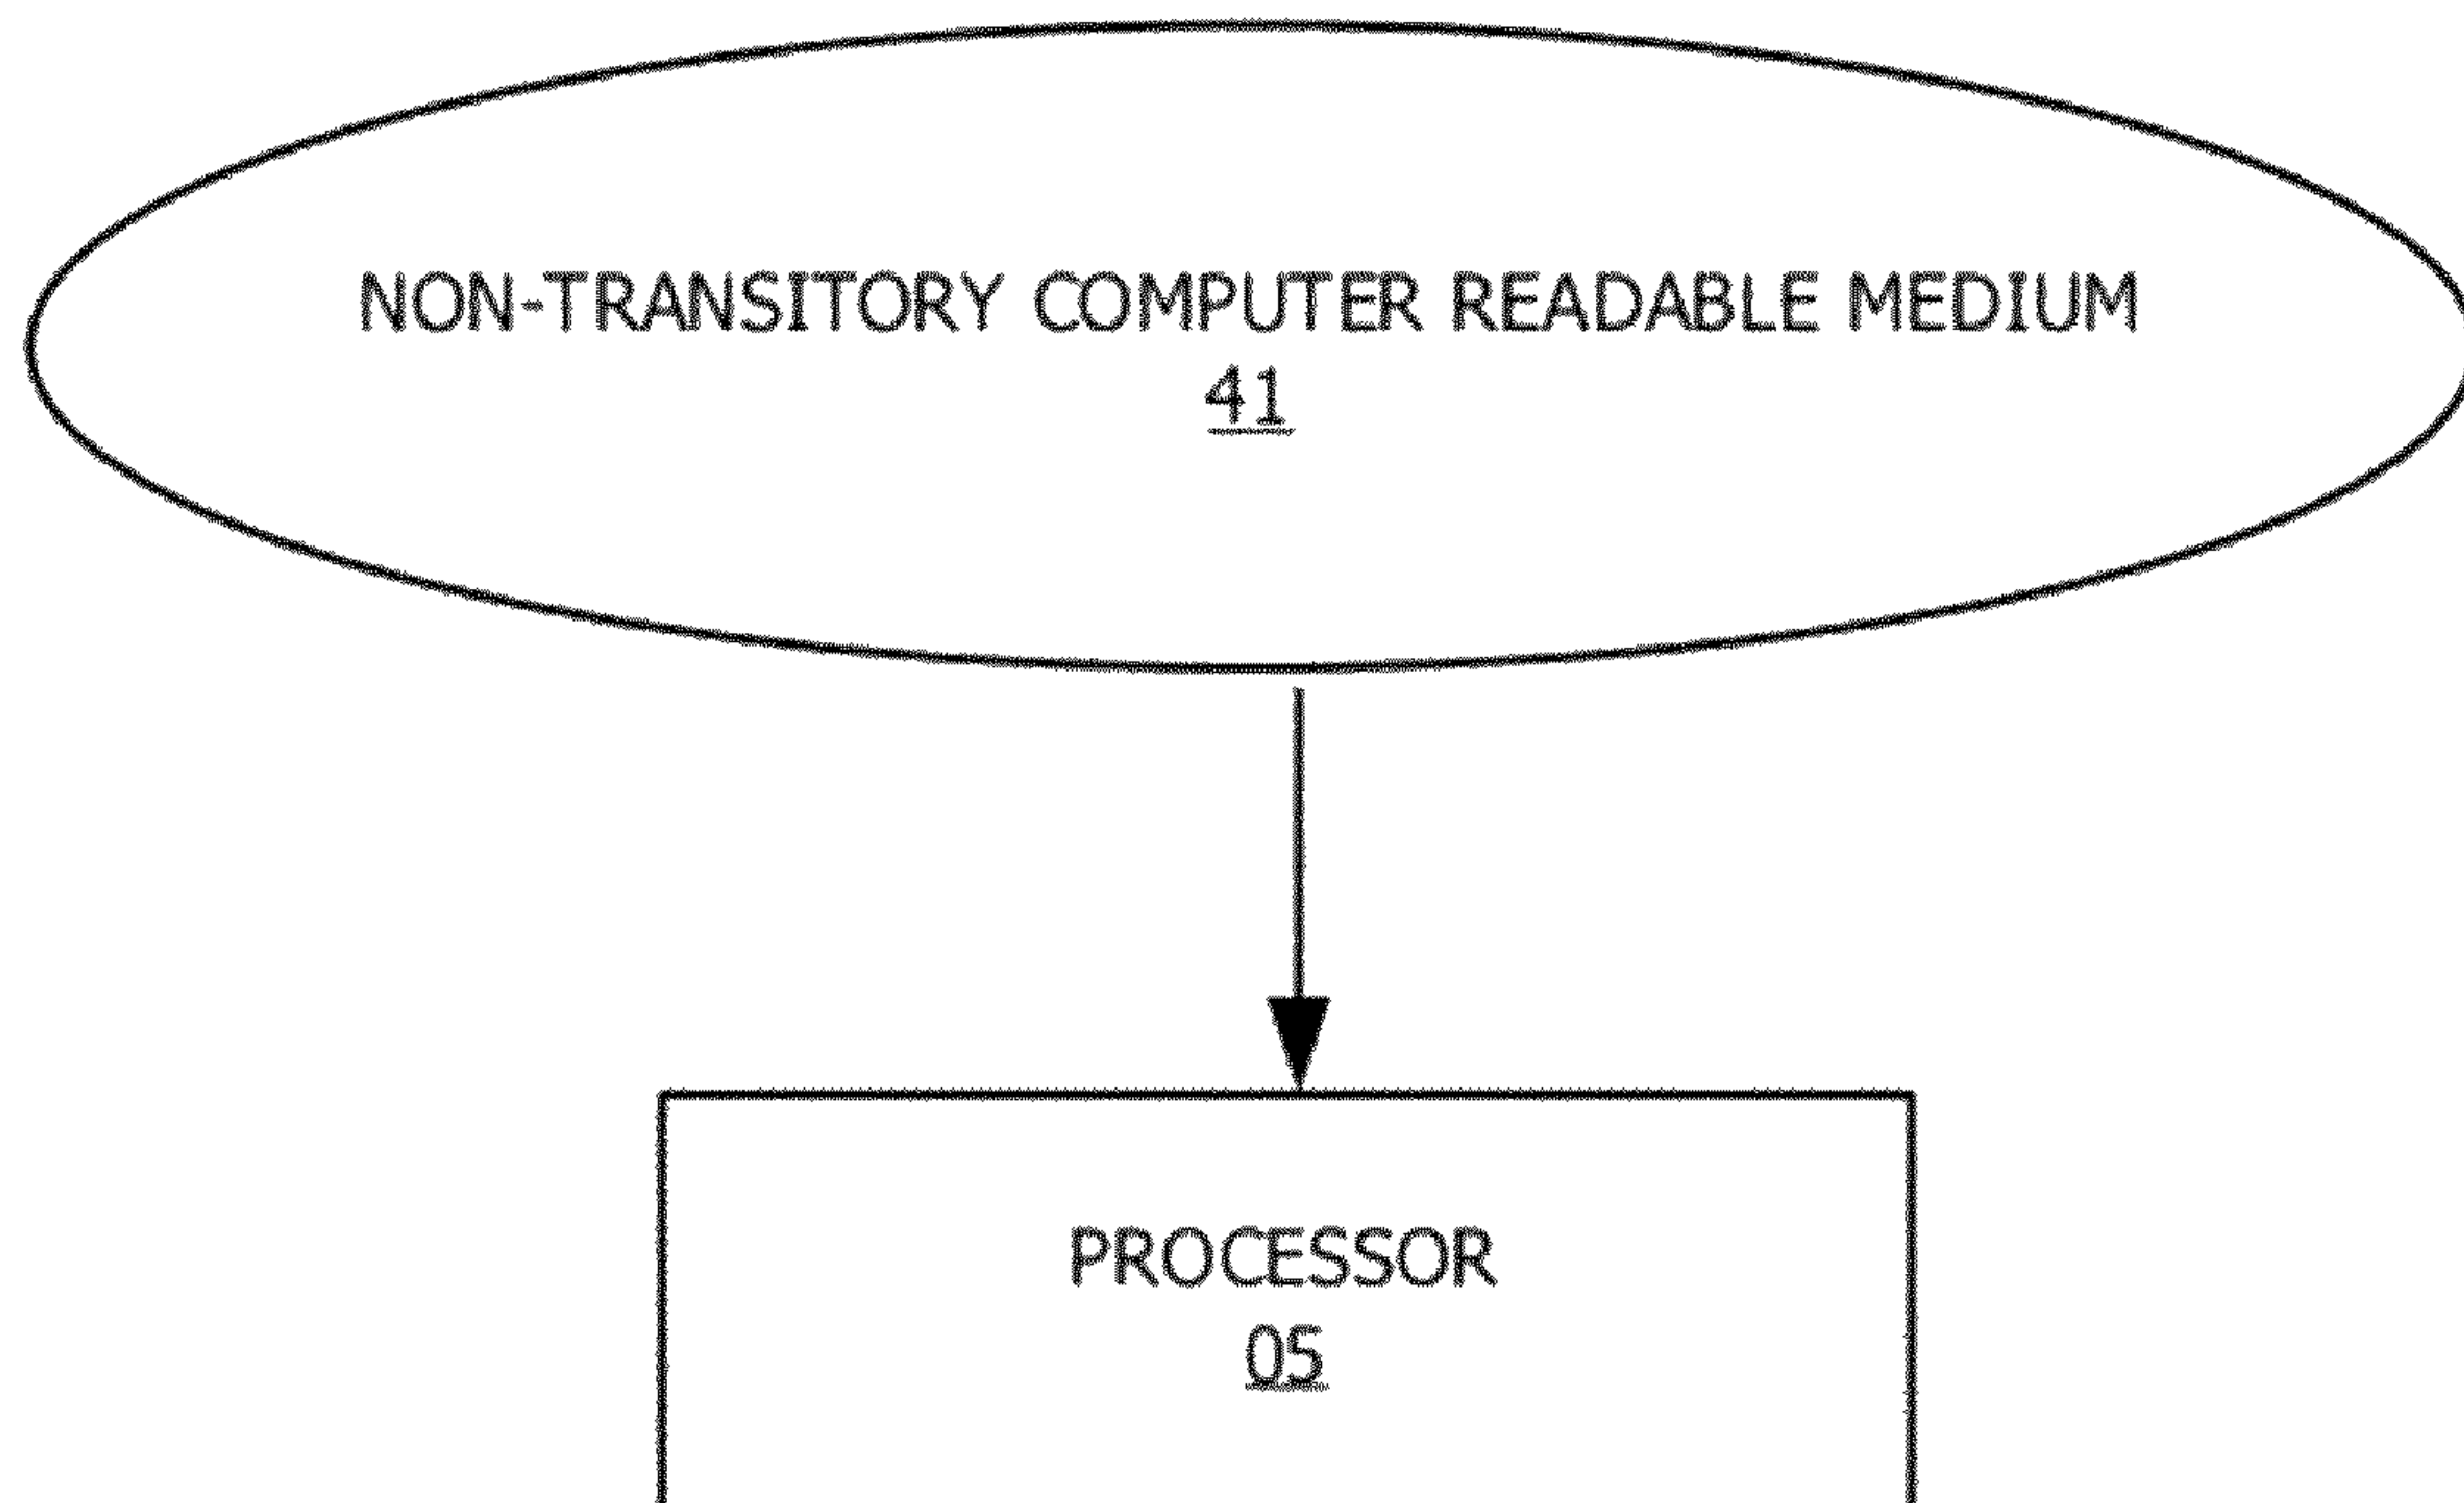 NON-TRANSITORY COMPUTER READABLE MEDIUM
41
PROCESSOR
05